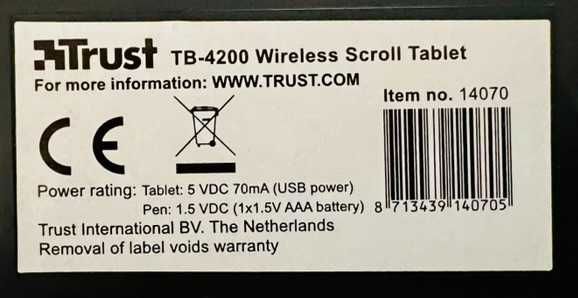 Trust TB-4200 Wireless Scroll Tablet
For more information: WWW.TRUST.COM
Item no. 14070
CE
Power rating: Tablet: 5 VDC 70mA (USB power)
Pen: 1.5 VDC (1x1.5V AAA battery)
8 713439 140705
Trust International BV. The Netherlands
Removal of label voids warranty